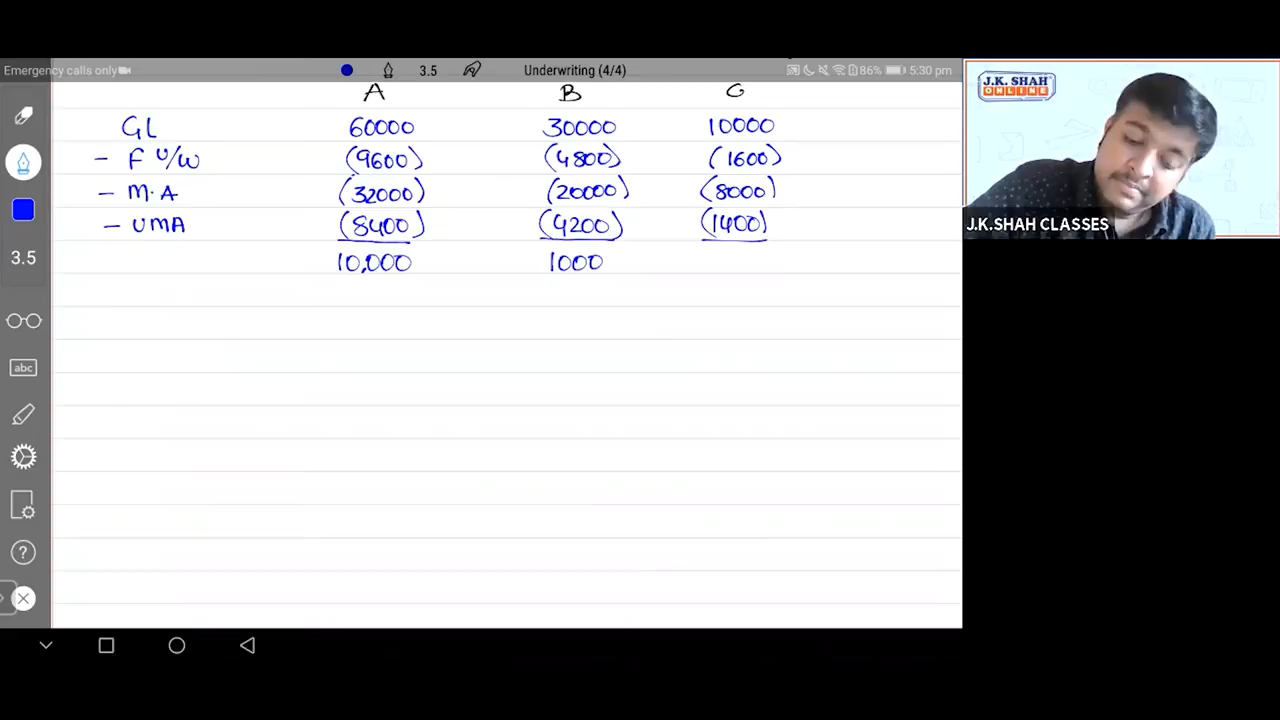 Emergency calls only
3.5
Underwriting (4/4)
86%
5:30 pm
J.K. SHAH
ONLINE
A B C
GL 60000 30000 10000
- F U/W (9600) (4800) (1600)
- M.A (32000) (20000) (8000)
- UMA (8400) (4200) (1400)
10,000 1000
3.5
abc
J.K.SHAH CLASSES